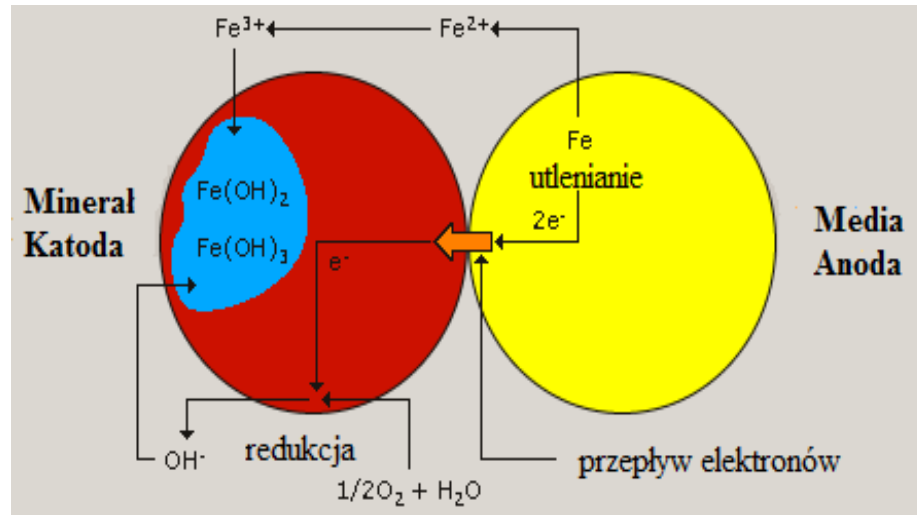 Fe³⁺
Fe²⁺
Fe
utlenianie
Minerał
Katoda
Fe(OH)₂
Fe(OH)₃
2e⁻
e⁻
Media
Anoda
OH⁻
redukcja
przepływ elektronów
1/2O₂ + H₂O